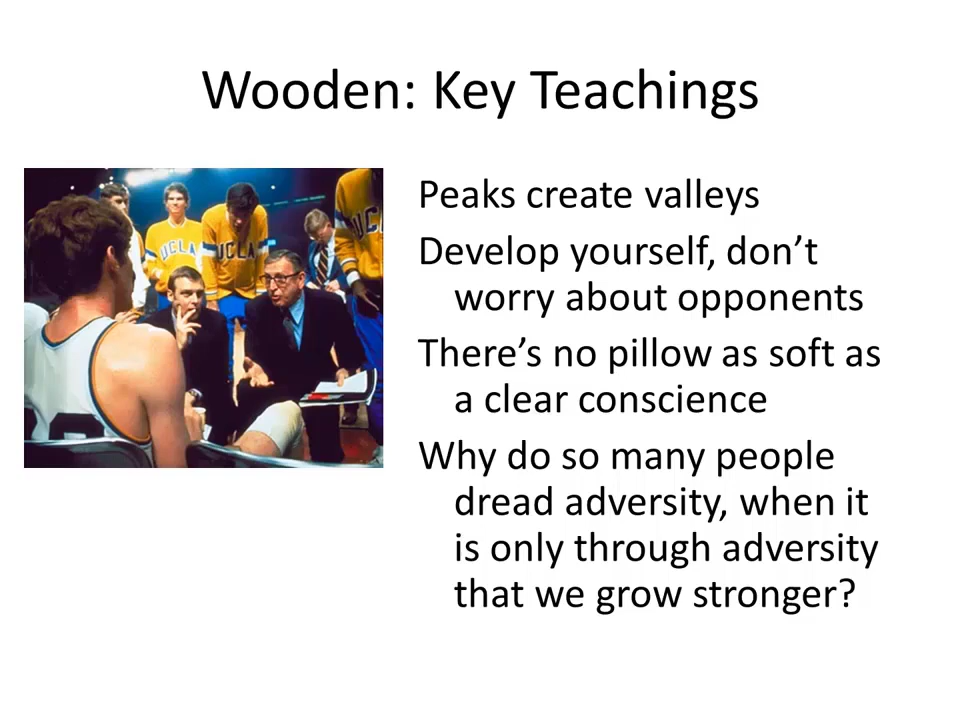 Wooden: Key Teachings
Peaks create valleys
Develop yourself, don’t
worry about opponents
There’s no pillow as soft as
a clear conscience
Why do so many people
dread adversity, when it
is only through adversity
that we grow stronger?
UCLA
UCLA
UCL